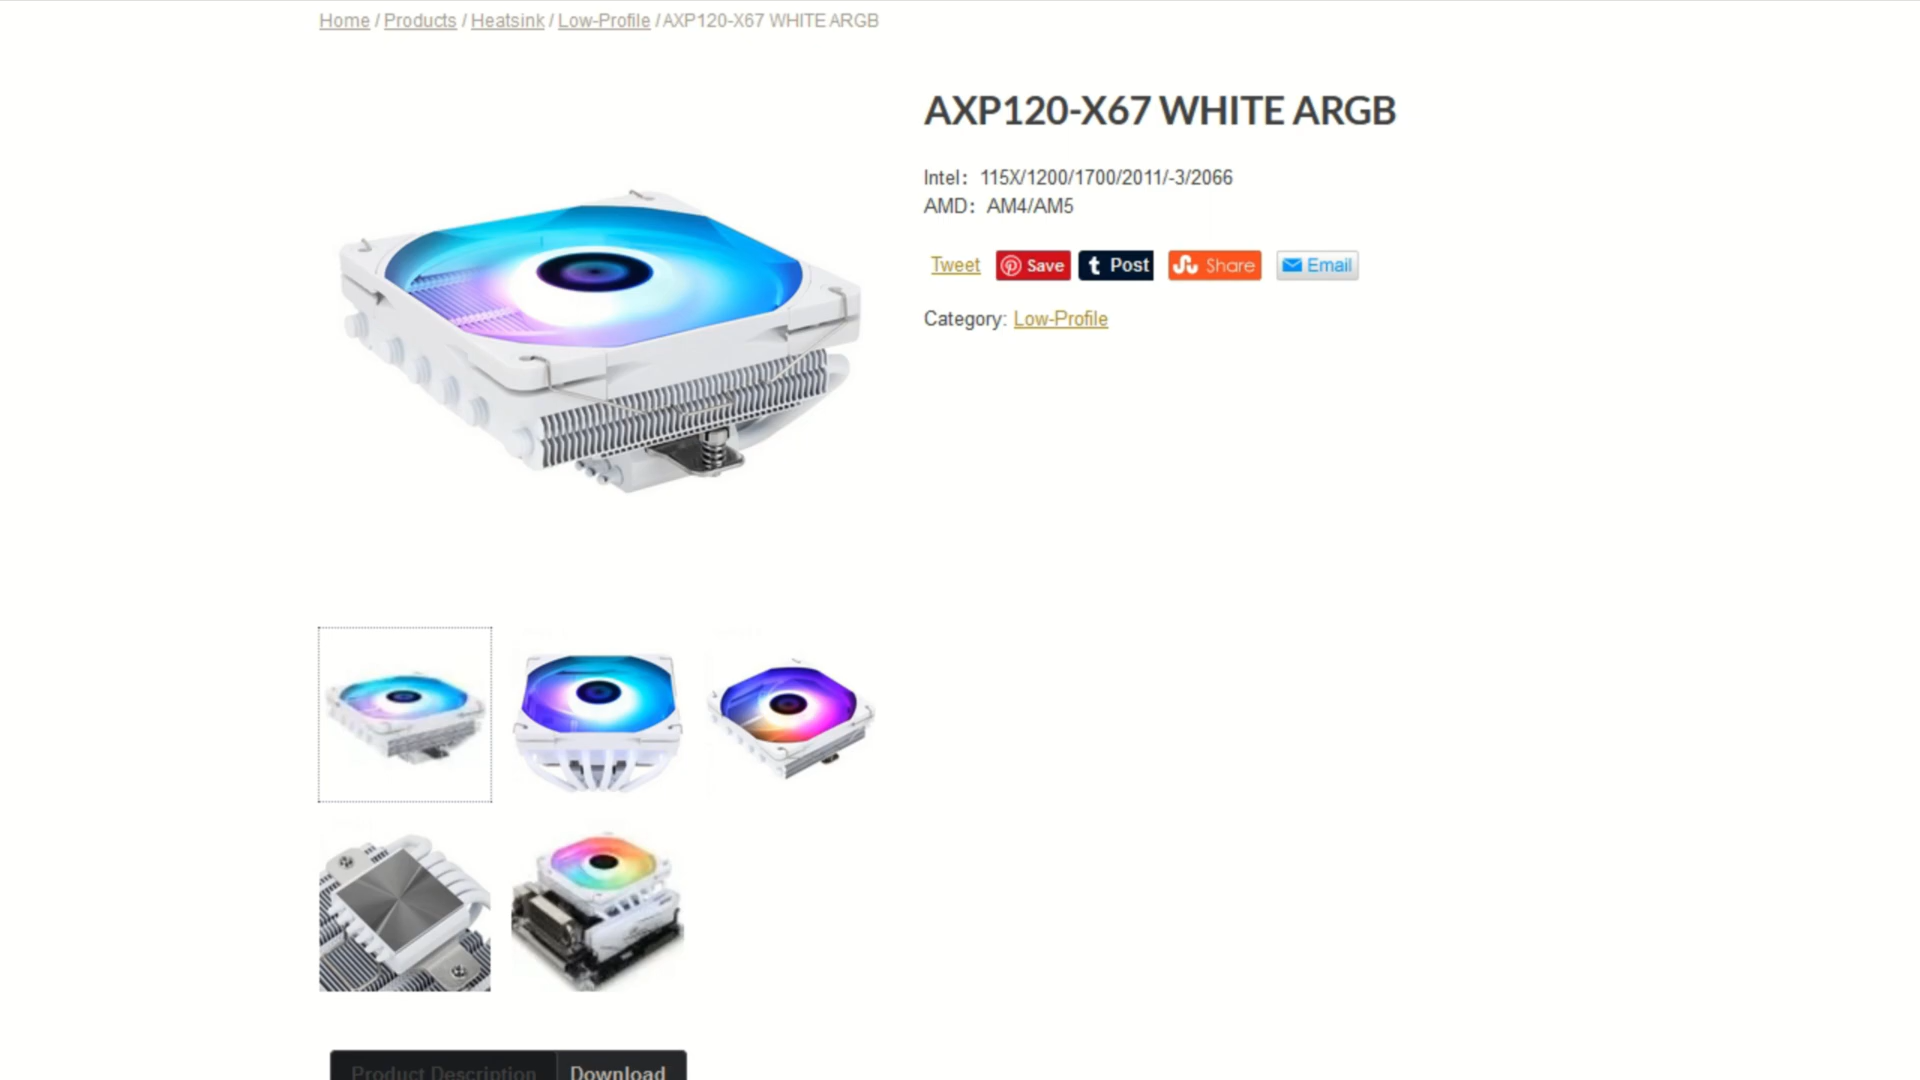 Home / Products / Heatsink / Low-Profile / AXP120-X67 WHITE ARGB
AXP120-X67 WHITE ARGB
Intel：115X/1200/1700/2011/-3/2066
AMD：AM4/AM5
Tweet Save Post Share Email
Category: Low-Profile
Product Description Download